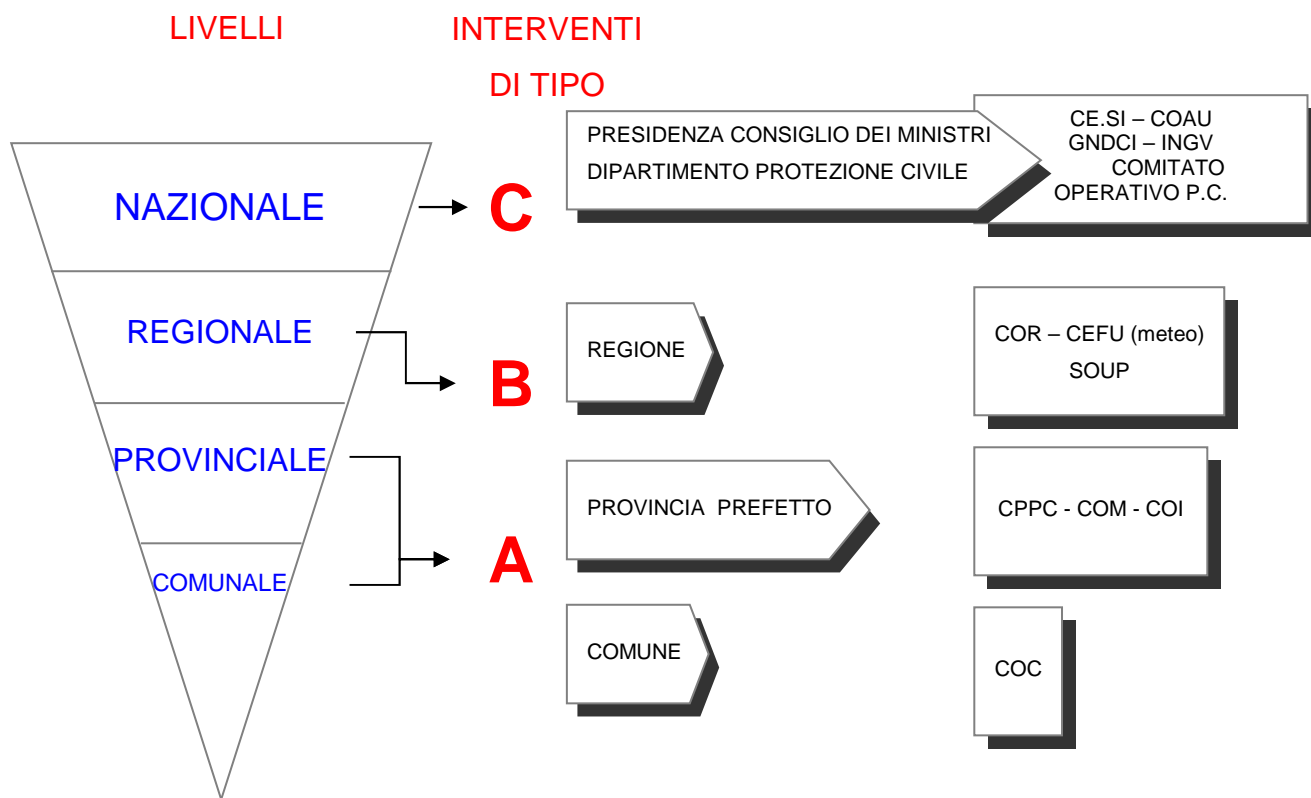 LIVELLI
INTERVENTI
DI TIPO
NAZIONALE
C
PRESIDENZA CONSIGLIO DEI MINISTRI
DIPARTIMENTO PROTEZIONE CIVILE
CE.SI – COAU
GNDCI – INGV
COMITATO
OPERATIVO P.C.
REGIONALE
B
REGIONE
COR – CEFU (meteo)
SOUP
PROVINCIALE
PROVINCIA PREFETTO
CPPC - COM - COI
A
COMUNALE
COMUNE
COC